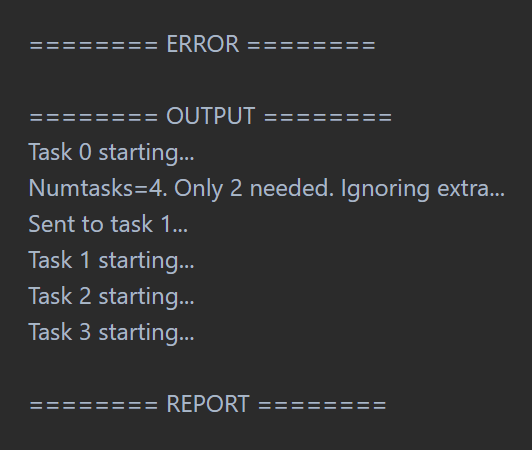 ======== ERROR ========
======== OUTPUT ========
Task 0 starting...
Numtasks=4. Only 2 needed. Ignoring extra...
Sent to task 1...
Task 1 starting...
Task 2 starting...
Task 3 starting...
======== REPORT ========